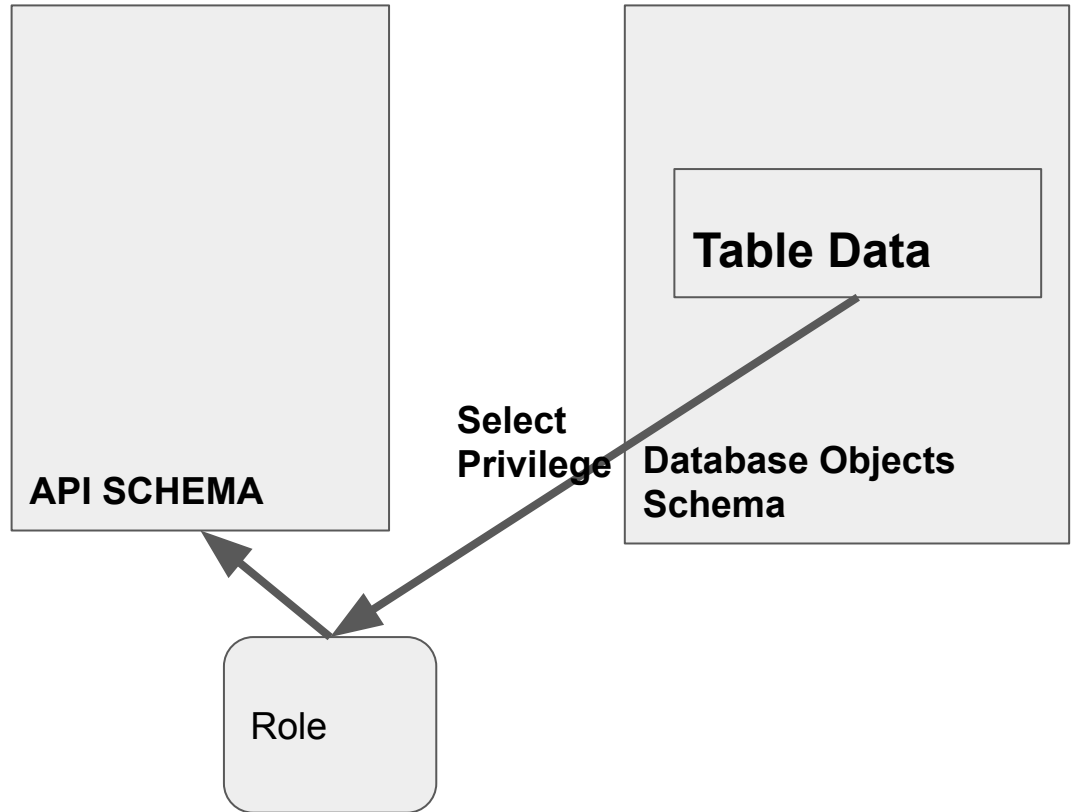 Table Data
Select
Privilege
Database Objects
Schema
API SCHEMA
Role